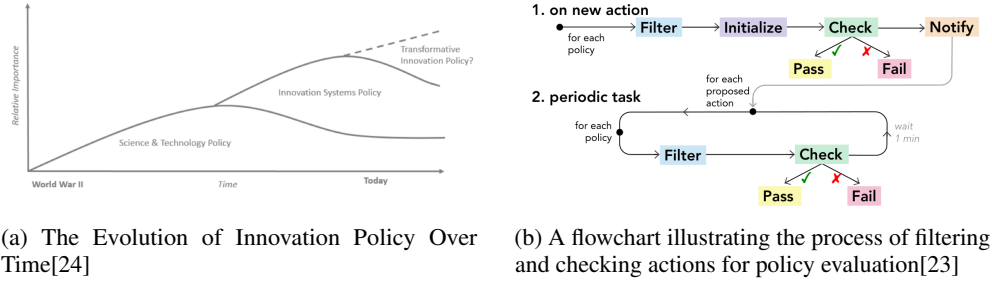 Relative Importance
Transformative
Innovation Policy?
Innovation Systems Policy
Science & Technology Policy
World War II
Time
Today
(a) The Evolution of Innovation Policy Over
Time[24]
1. on new action
for each
policy
Filter
Initialize
Check
Notify
✓
✗
Pass
Fail
for each
proposed
action
2. periodic task
for each
policy
wait
1 min
Filter
Check
✓
✗
Pass
Fail
(b) A flowchart illustrating the process of filtering
and checking actions for policy evaluation[23]